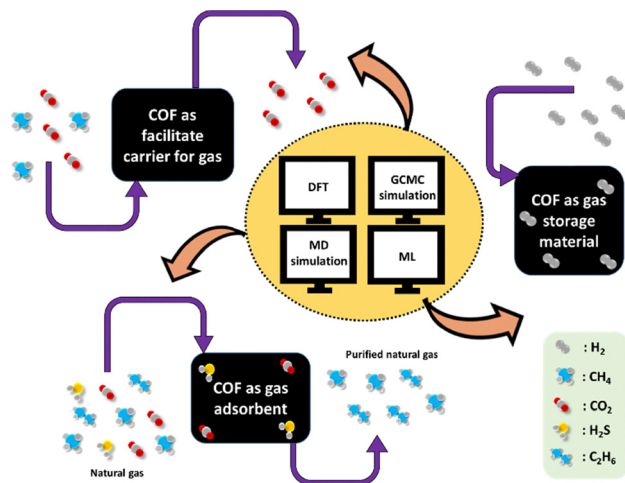 COF as
facilitate
carrier for gas
DFT
GCMC
simulation
MD
simulation
ML
COF as gas
storage
material
COF as gas
adsorbent
Natural gas
Purified natural gas
: H₂
: CH₄
: CO₂
: H₂S
: C₂H₆